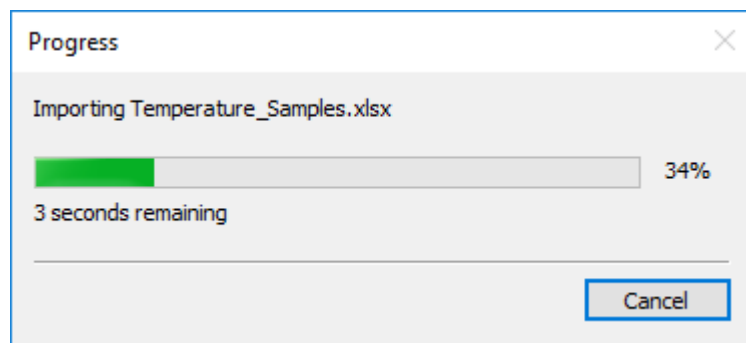 Progress
Importing Temperature_Samples.xlsx
34%
3 seconds remaining
Cancel